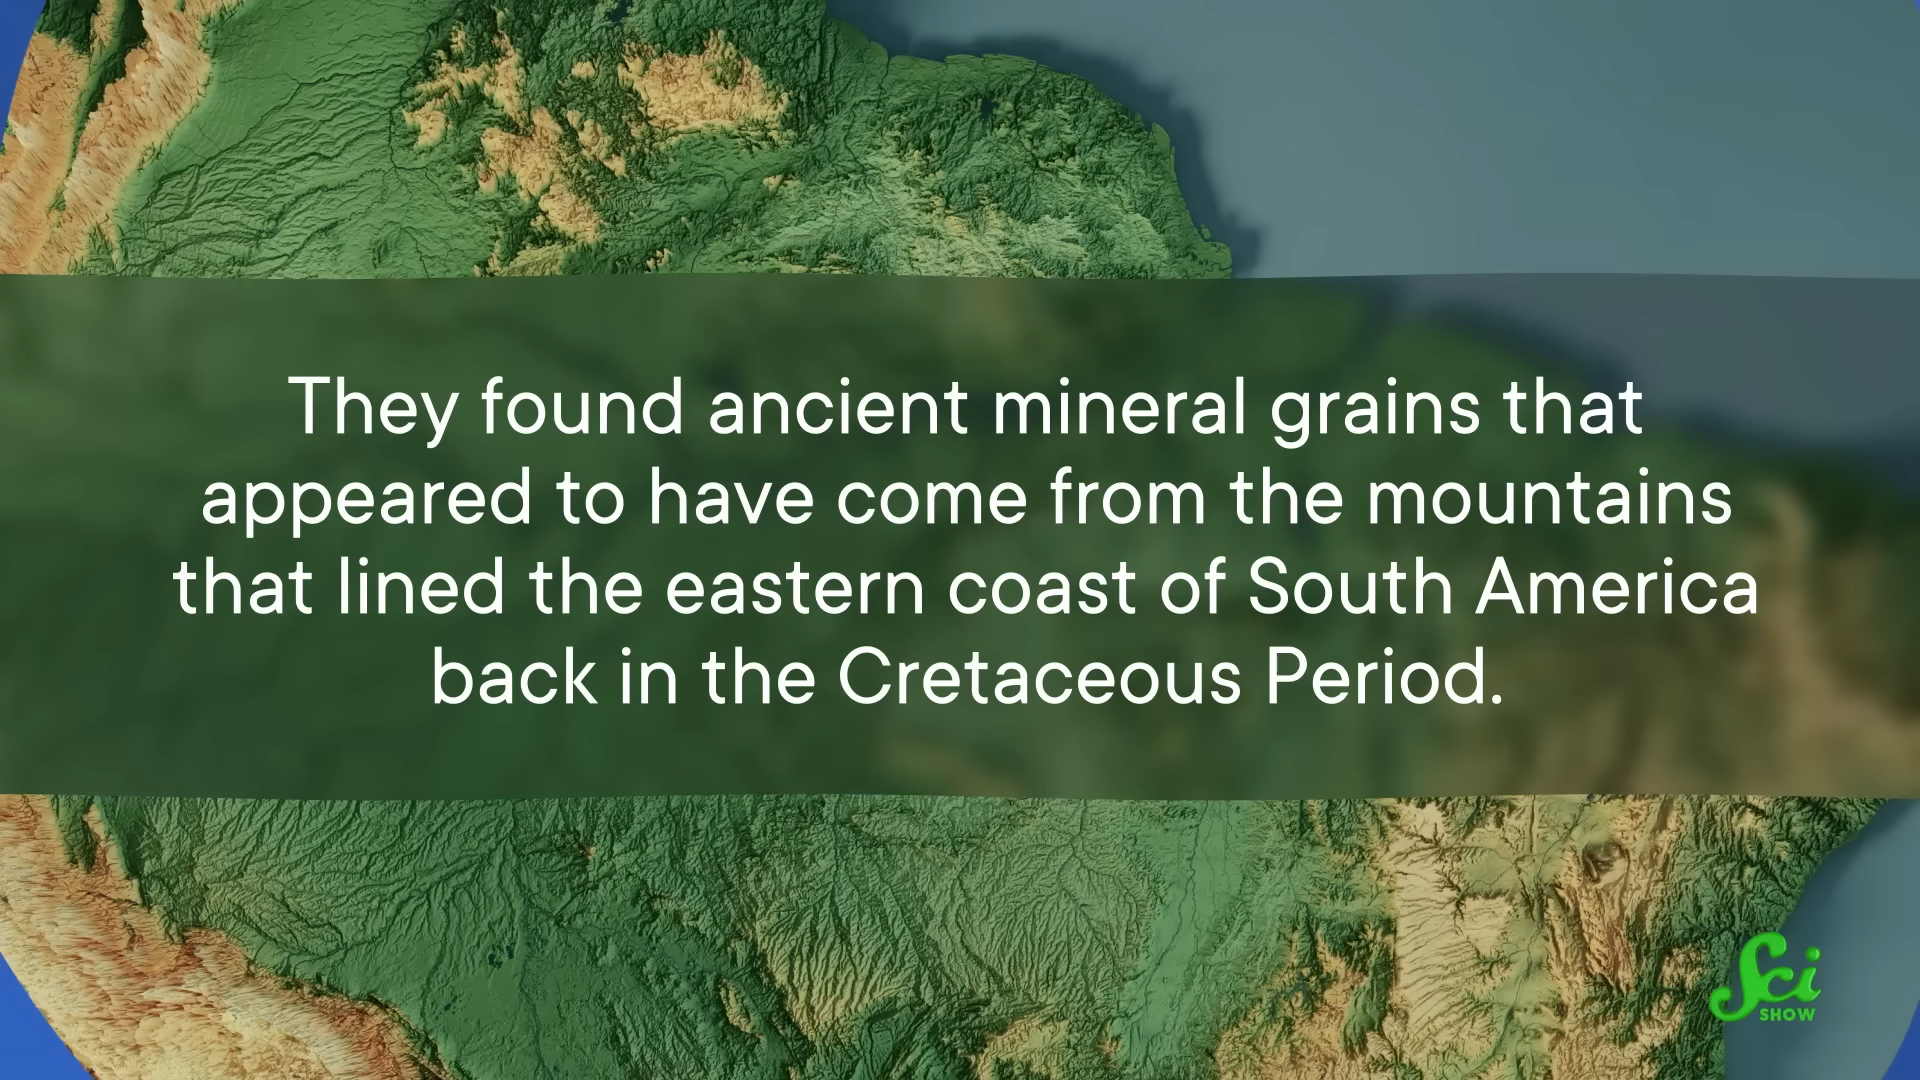 They found ancient mineral grains that
appeared to have come from the mountains
that lined the eastern coast of South America
back in the Cretaceous Period.
Sci
SHOW